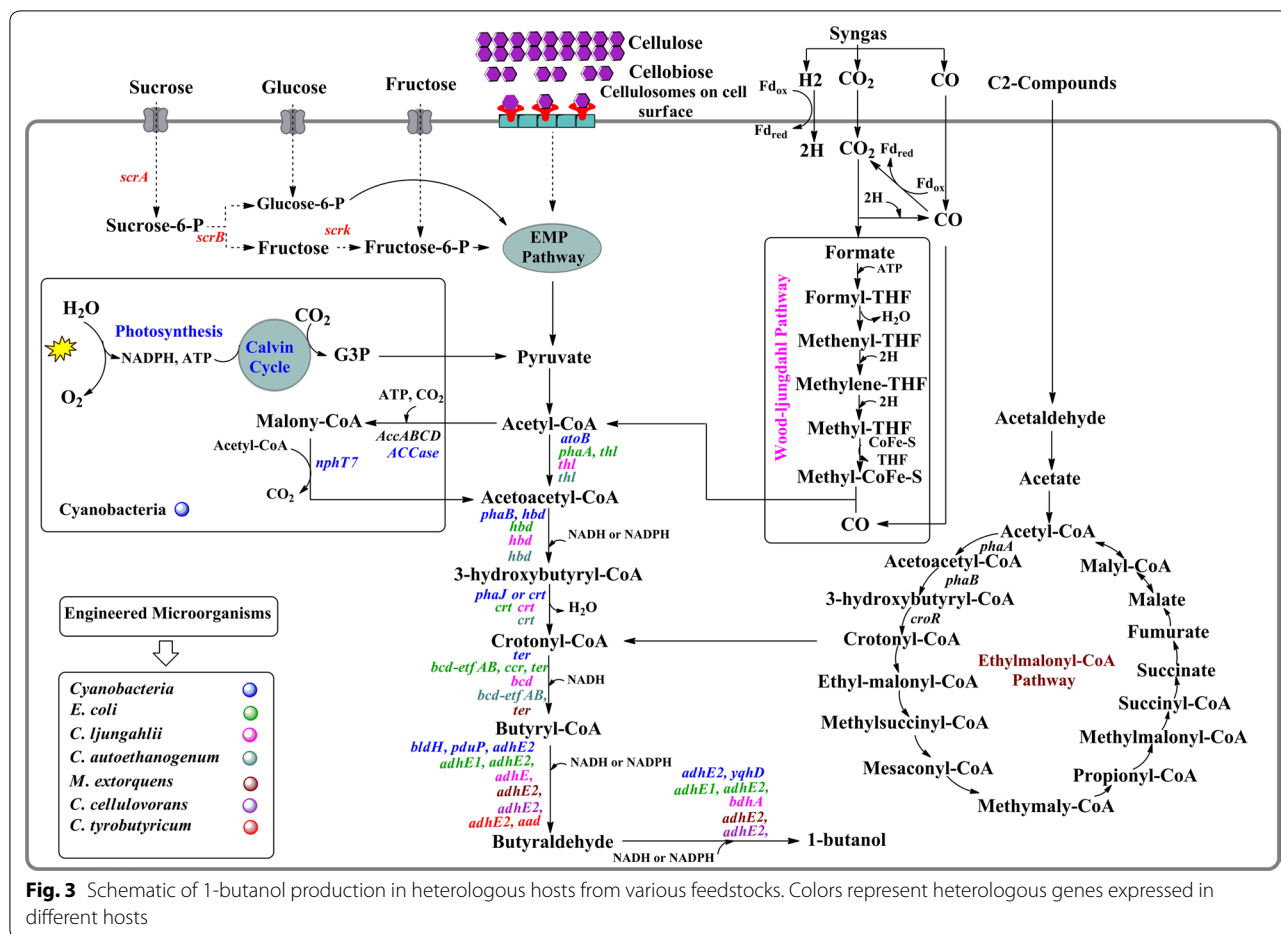 Cellulose
Cellobiose
Cellulosomes on cell
surface
Sucrose
Glucose
Fructose
Syngas
H2
CO₂
CO
C2-Compounds
Fd_ox
Fd_red
2H
CO₂
Fd_red
Fd_ox
2H
CO
scrA
Sucrose-6-P
scrB
Glucose-6-P
Fructose
scrk
Fructose-6-P
EMP
Pathway
H₂O
Photosynthesis
NADPH, ATP
O₂
Calvin
Cycle
CO₂
G3P
Pyruvate
ATP, CO₂
Malony-CoA
AccABCD
ACCase
Acetyl-CoA
Acetyl-CoA
nphT7
CO₂
Cyanobacteria
atoB
phaA, thl
thl
thl
Acetoacetyl-CoA
phaB, hbd
hbd
hbd
hbd
NADH or NADPH
3-hydroxybutyryl-CoA
phaJ or crt
crt crt
crt
H₂O
Crotonyl-CoA
ter
bcd-etfAB, ccr, ter
bcd
bcd-etfAB,
ter
NADH
Butyryl-CoA
bldH, pduP, adhE2
adhE1, adhE2,
adhE,
adhE2,
adhE2,
adhE2, aad
NADH or NADPH
Butyraldehyde
adhE2, yqhD
adhE1, adhE2,
bdhA
adhE2,
adhE2,
NADH or NADPH
1-butanol
Wood-ljungdahl Pathway
Formate
ATP
Formyl-THF
H₂O
Methenyl-THF
2H
Methylene-THF
2H
Methyl-THF
CoFe-S
THF
Methyl-CoFe-S
CO
Acetaldehyde
Acetate
Acetyl-CoA
phaA
Acetoacetyl-CoA
phaB
3-hydroxybutyryl-CoA
croR
Crotonyl-CoA
Ethyl-malonyl-CoA
Methylsuccinyl-CoA
Mesaconyl-CoA
Methymaly-CoA
Propionyl-CoA
Methylmalonyl-CoA
Succinyl-CoA
Succinate
Fumurate
Malate
Malyl-CoA
Ethylmalonyl-CoA
Pathway
Engineered Microorganisms
Cyanobacteria
E. coli
C. ljungahlii
C. autoethanogenum
M. extorquens
C. cellulovorans
C. tyrobutyricum
Fig. 3 Schematic of 1-butanol production in heterologous hosts from various feedstocks. Colors represent heterologous genes expressed in
different hosts